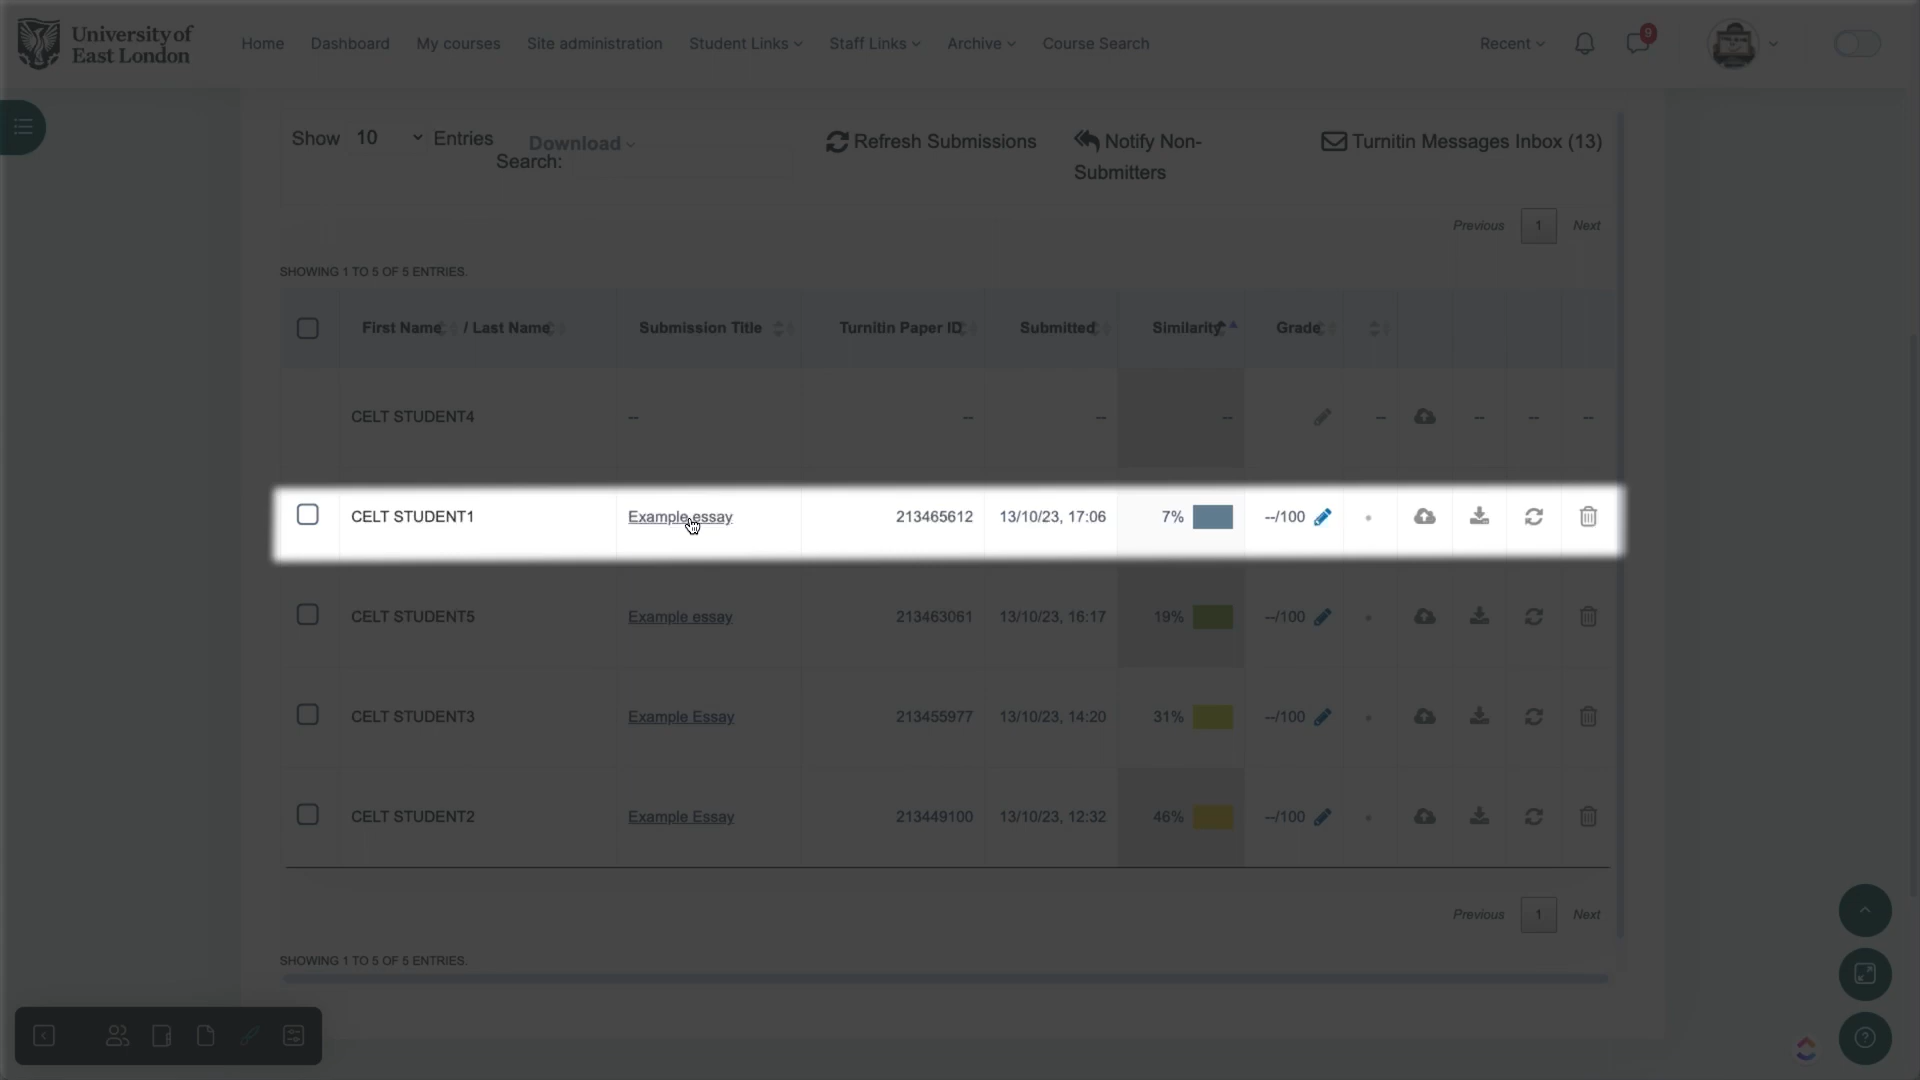 University of
East London
Home Dashboard My courses Site administration Student Links Staff Links Archive Course Search Recent 9
Show 10 Entries Download Refresh Submissions Notify Non- Turnitin Messages Inbox (13)
Search: Submitters
Previous 1 Next
SHOWING 1 TO 5 OF 5 ENTRIES.
First Name / Last Name Submission Title Turnitin Paper ID Submitted Similarity Grade
CELT STUDENT4 -- -- -- -- -- -- -- --
CELT STUDENT1 Example essay 213465612 13/10/23, 17:06 7% --/100
CELT STUDENT5 Example essay 213463061 13/10/23, 16:17 19% --/100
CELT STUDENT3 Example Essay 213455977 13/10/23, 14:20 31% --/100
CELT STUDENT2 Example Essay 213449100 13/10/23, 12:32 46% --/100
Previous 1 Next
SHOWING 1 TO 5 OF 5 ENTRIES.